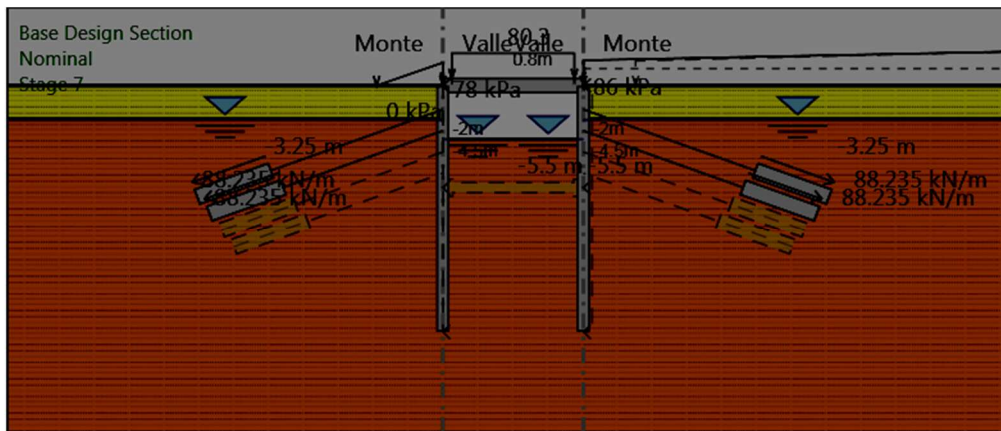 Base Design Section
Nominal
Stage 7
Monte
Valle
Valle
Monte
80.2
0.8m
78 kPa
86 kPa
0 kPa
-2m
-2m
-3.25 m
-3.25 m
-4.5m
-4.5m
-5.5 m
-5.5 m
88.235 kN/m
88.235 kN/m
88.235 kN/m
88.235 kN/m